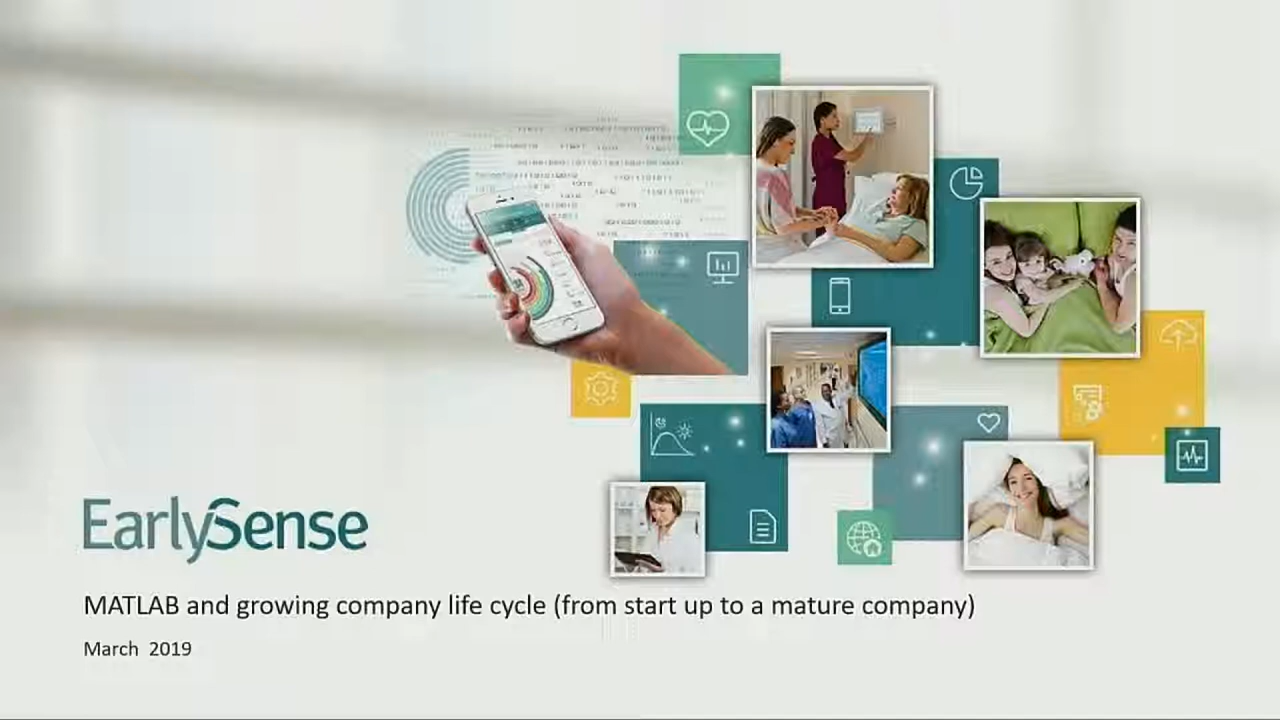 EarlySense
MATLAB and growing company life cycle (from start up to a mature company)
March 2019